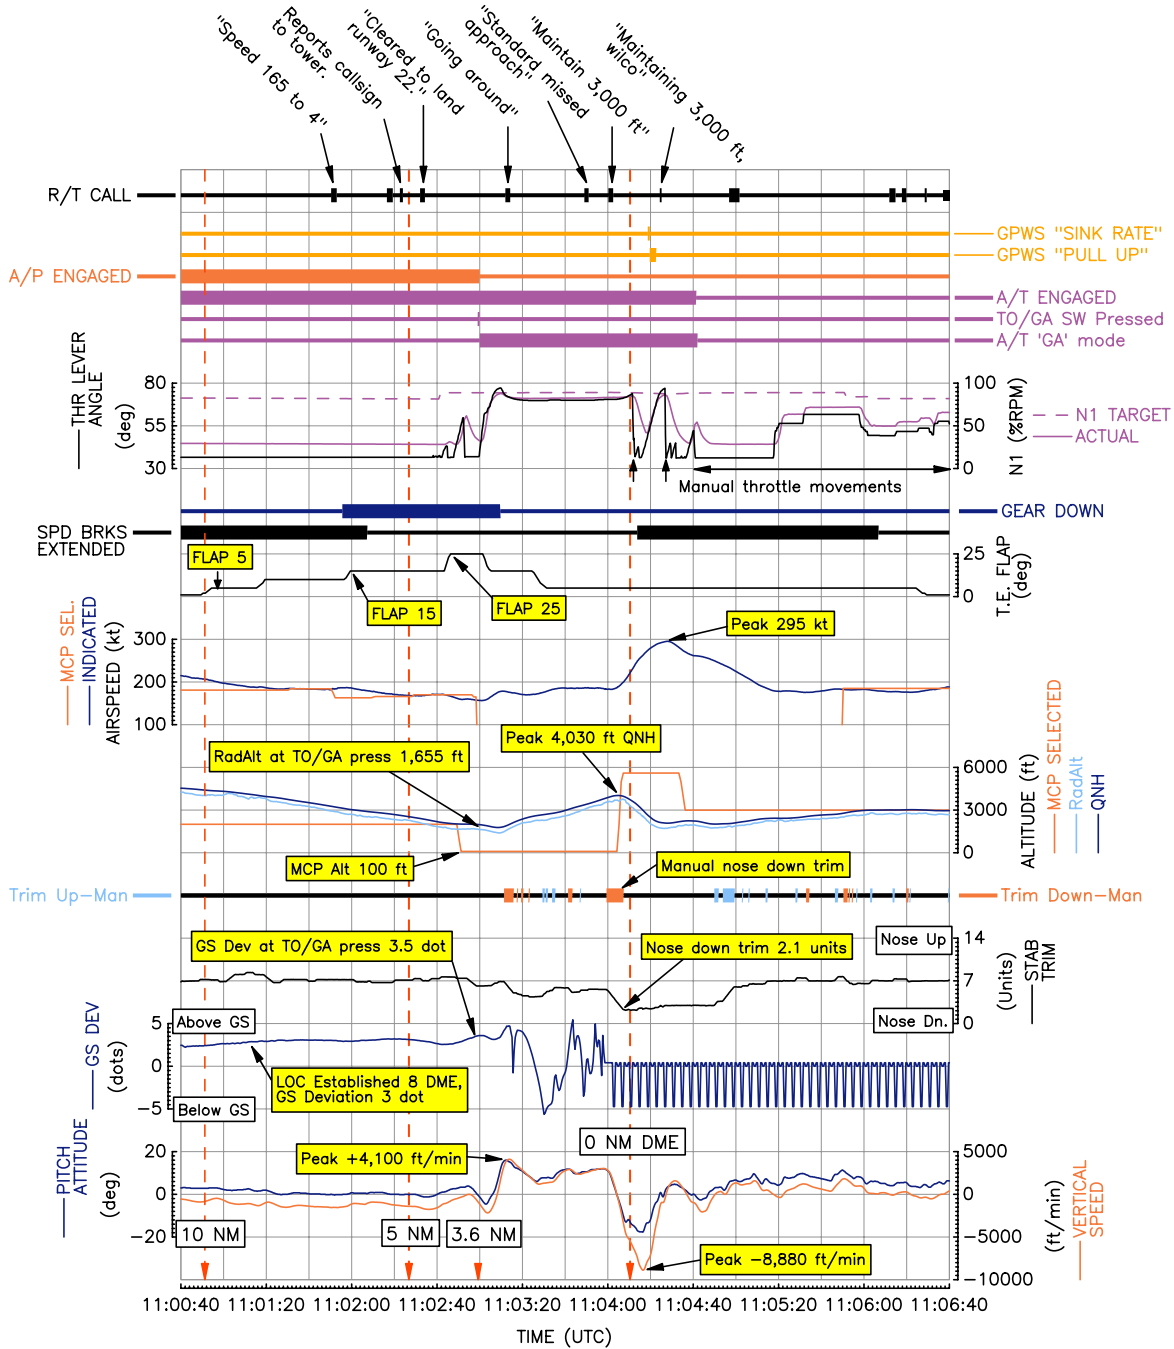 "Speed 165 to 4"
Reports callsign
to tower.
"Cleared to land
runway 22."
"Going around"
"Standard missed
approach"
"Maintain 3,000 ft"
"Maintaining 3,000 ft,
wilco"
R/T CALL
GPWS "SINK RATE"
GPWS "PULL UP"
A/P ENGAGED
A/T ENGAGED
TO/GA SW Pressed
A/T 'GA' mode
THR LEVER
ANGLE
(deg)
80
55
30
100
50
0
N1 (%RPM)
N1 TARGET
ACTUAL
Manual throttle movements
GEAR DOWN
SPD BRKS
EXTENDED
FLAP 5
FLAP 15
FLAP 25
25
0
T.E. FLAP
(deg)
MCP SEL.
INDICATED
AIRSPEED (kt)
300
200
100
Peak 295 kt
Peak 4,030 ft QNH
RadAlt at TO/GA press 1,655 ft
MCP Alt 100 ft
6000
3000
0
ALTITUDE (ft)
MCP SELECTED
RadAlt
QNH
Manual nose down trim
Trim Up-Man
Trim Down-Man
GS Dev at TO/GA press 3.5 dot
Nose down trim 2.1 units
Nose Up
14
7
0
(Units)
STAB
TRIM
Nose Dn.
GS DEV
(dots)
5
0
-5
Above GS
Below GS
LOC Established 8 DME,
GS Deviation 3 dot
0 NM DME
PITCH
ATTITUDE
(deg)
20
0
-20
Peak +4,100 ft/min
5000
0
-5000
-10000
(ft/min)
VERTICAL
SPEED
10 NM
5 NM
3.6 NM
Peak -8,880 ft/min
11:00:40 11:01:20 11:02:00 11:02:40 11:03:20 11:04:00 11:04:40 11:05:20 11:06:00 11:06:40
TIME (UTC)